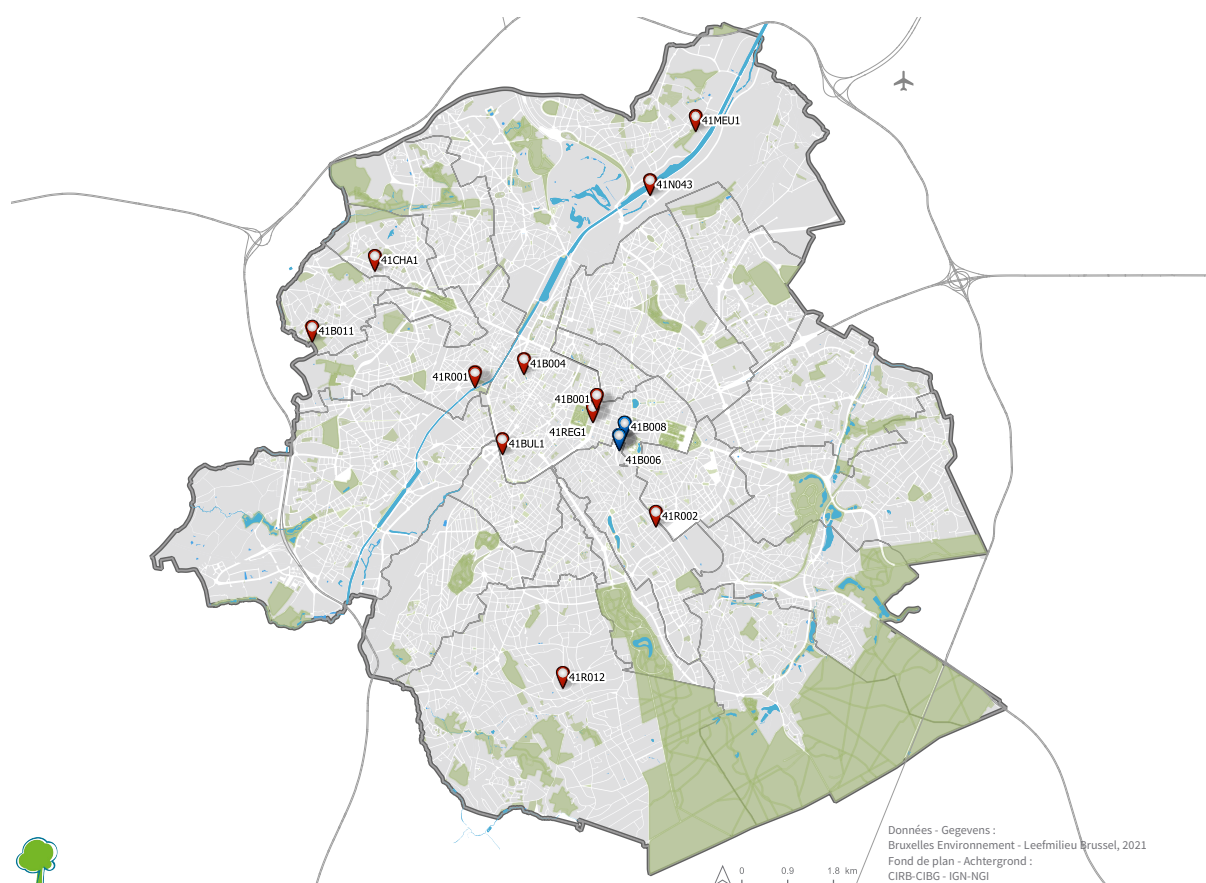 41MEU1
41N043
41CHA1
41B011
41B004
41R001
41B001
41REG1
41B008
41BUL1
41B006
41R002
41R012
Données - Gegevens :
Bruxelles Environnement - Leefmilieu Brussel, 2021
Fond de plan - Achtergrond :
CIRB-CIBG - IGN-NGI
0 0.9 1.8 km